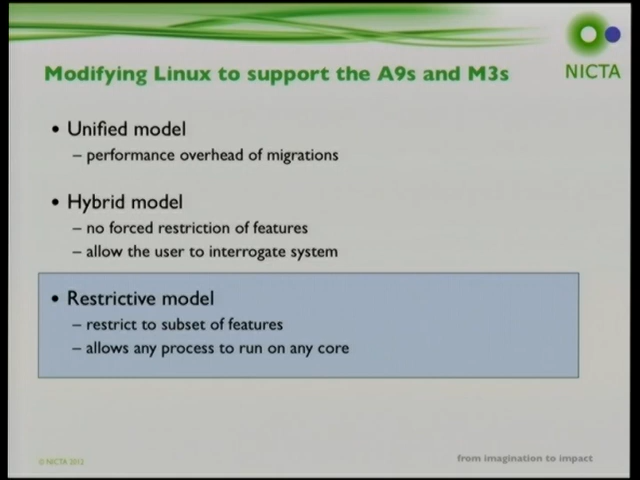 NICTA
Modifying Linux to support the A9s and M3s
• Unified model
– performance overhead of migrations
• Hybrid model
– no forced restriction of features
– allow the user to interrogate system
• Restrictive model
– restrict to subset of features
– allows any process to run on any core
© NICTA 2012
from imagination to impact